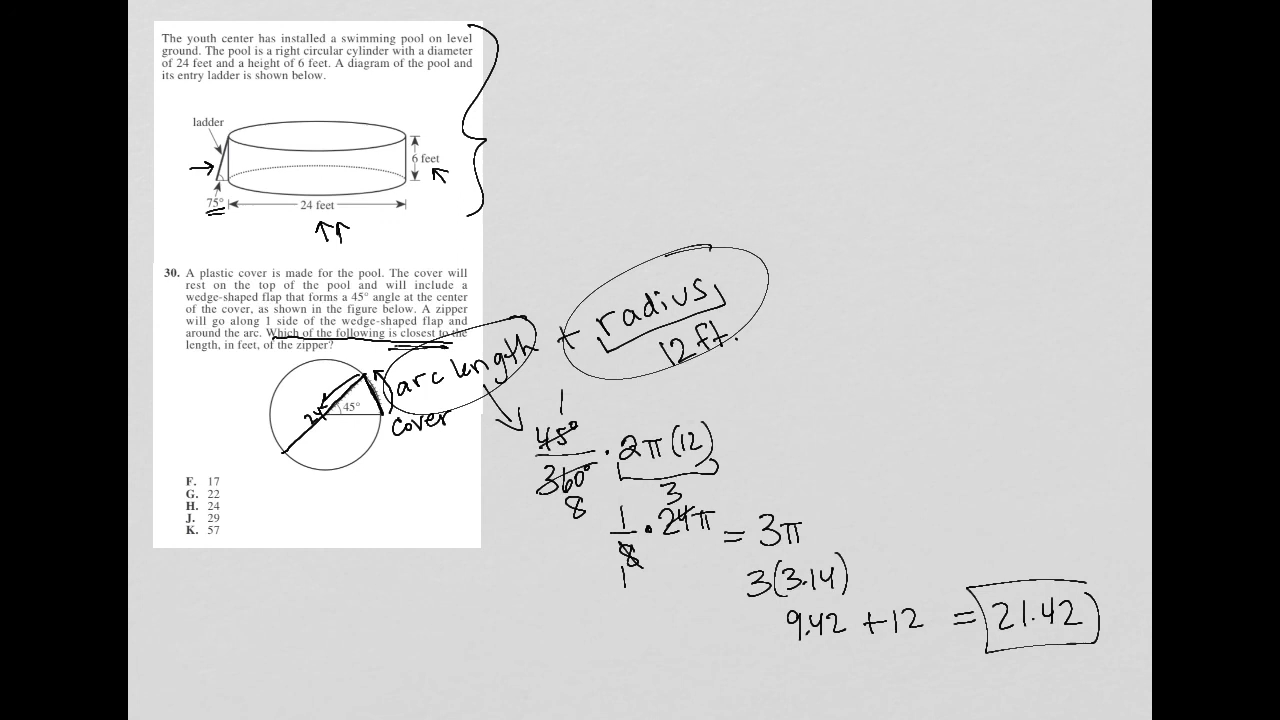 The youth center has installed a swimming pool on level
ground. The pool is a right circular cylinder with a diameter
of 24 feet and a height of 6 feet. A diagram of the pool and
its entry ladder is shown below.
ladder
6 feet
75°
24 feet
30. A plastic cover is made for the pool. The cover will
rest on the top of the pool and will include a
wedge-shaped flap that forms a 45° angle at the center
of the cover, as shown in the figure below. A zipper
will go along 1 side of the wedge-shaped flap and
around the arc. Which of the following is closest to the
length, in feet, of the zipper?
24
45°
cover
F. 17
G. 22
H. 24
J. 29
K. 57
arc length + radius
12 ft.
1
45°
360°
8
· 2π(12)
3
1
8
1
· 24π
= 3π
3(3.14)
9.42 + 12 = 21.42